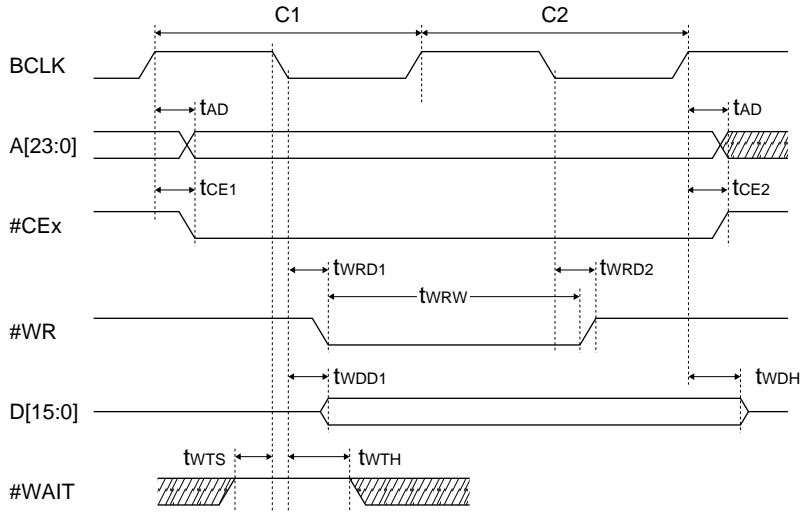 C1 C2
BCLK
tAD tAD
A[23:0]
tCE1 tCE2
#CEx
tWRD1 tWRD2
tWRW
#WR
tWDD1 tWDH
D[15:0]
tWTS tWTH
#WAIT